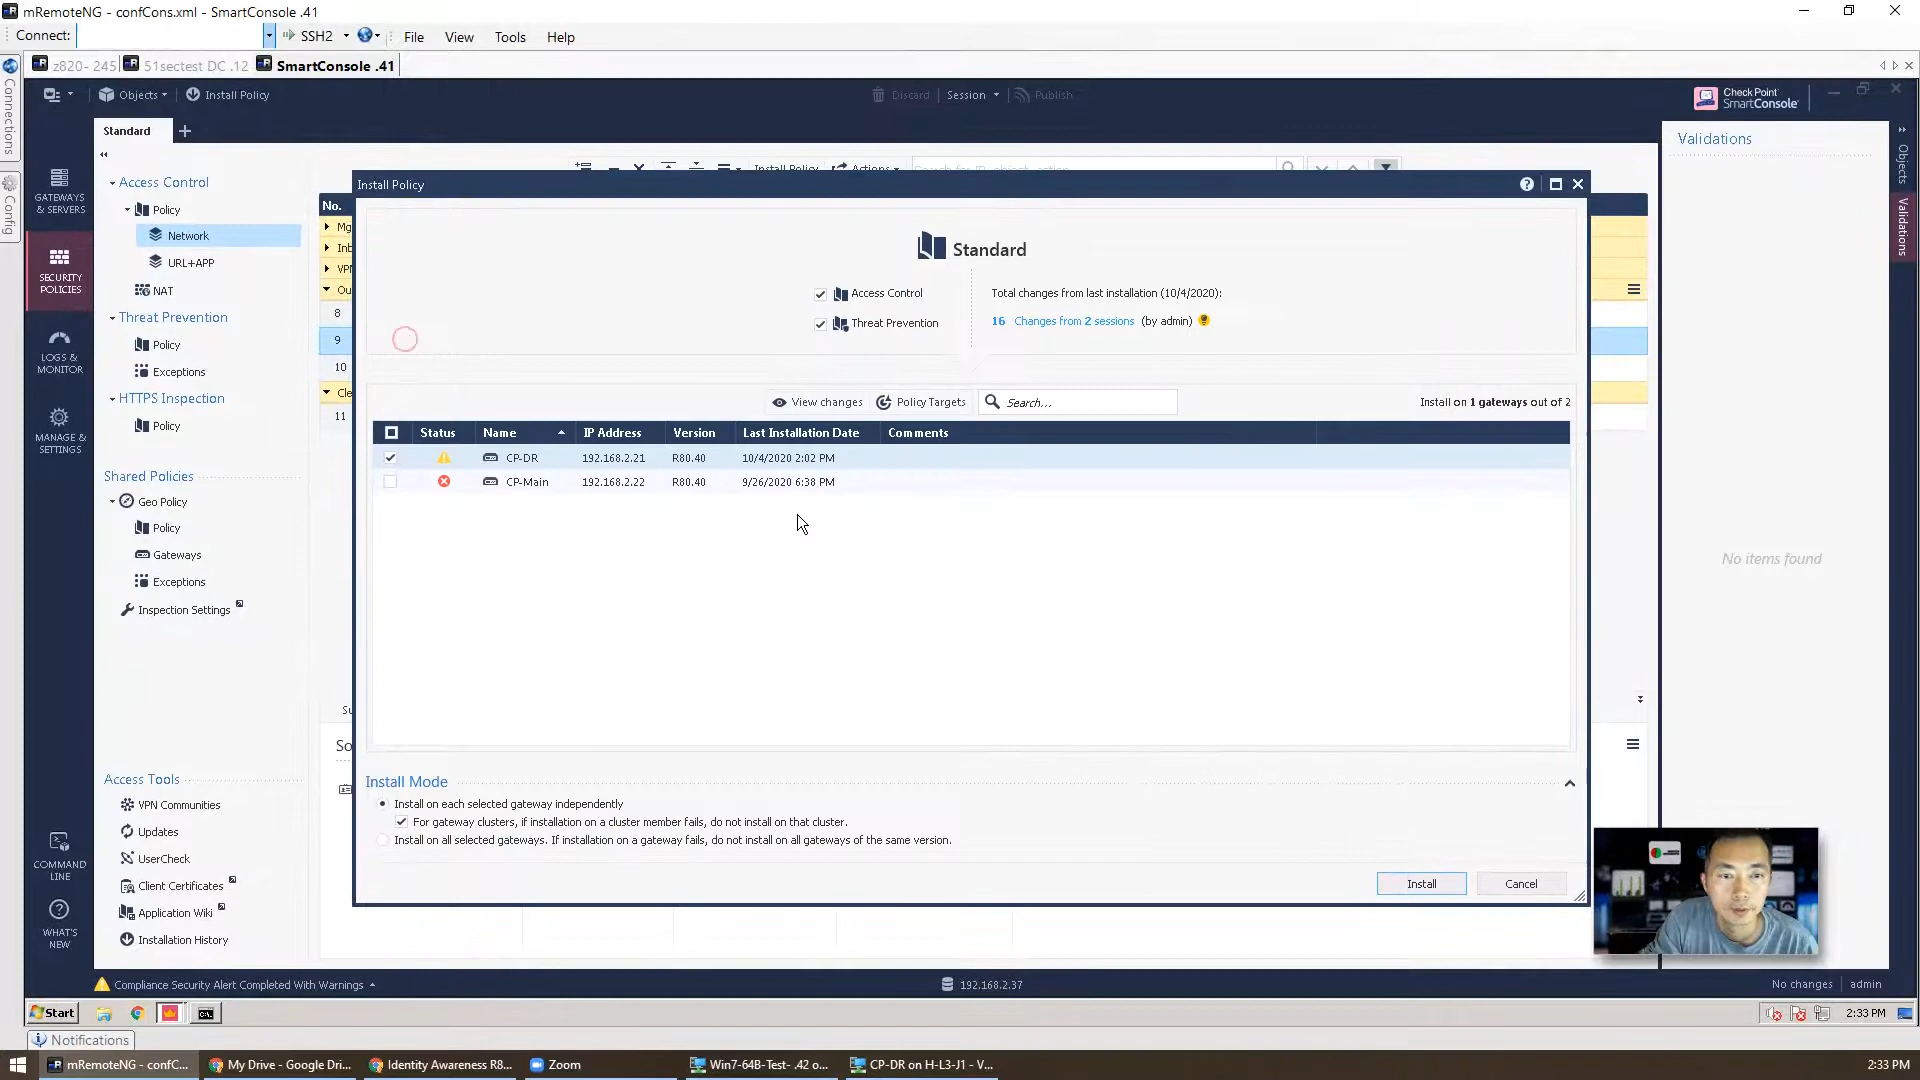 mRemoteNG - confCons.xml - SmartConsole .41
Connect: SSH2 File View Tools Help
z820- 245 51sectest DC .12 SmartConsole .41
Connections
Config
Objects Install Policy Discard Session Publish Check Point SmartConsole
Standard
Validations
Objects
Validations
No items found
GATEWAYS & SERVERS
SECURITY POLICIES
LOGS & MONITOR
MANAGE & SETTINGS
COMMAND LINE
WHAT'S NEW
Access Control
Policy
Network
URL+APP
NAT
Threat Prevention
Policy
Exceptions
HTTPS Inspection
Policy
Shared Policies
Geo Policy
Policy
Gateways
Exceptions
Inspection Settings
Access Tools
VPN Communities
Updates
UserCheck
Client Certificates
Application Wiki
Installation History
Install Policy Actions
No.
8
9
10
11
Install Policy
Standard
Access Control
Threat Prevention
Total changes from last installation (10/4/2020):
16 Changes from 2 sessions (by admin)
View changes Policy Targets Search... Install on 1 gateways out of 2
Status Name IP Address Version Last Installation Date Comments
CP-DR 192.168.2.21 R80.40 10/4/2020 2:02 PM
CP-Main 192.168.2.22 R80.40 9/26/2020 6:38 PM
Install Mode
Install on each selected gateway independently
For gateway clusters, if installation on a cluster member fails, do not install on that cluster.
Install on all selected gateways. If installation on a gateway fails, do not install on all gateways of the same version.
Install Cancel
Compliance Security Alert Completed With Warnings 192.168.2.37 No changes admin
Start 2:33 PM
Notifications
mRemoteNG - confC... My Drive - Google Dri... Identity Awareness R8... Zoom Win7-64B-Test- .42 o... CP-DR on H-L3-J1 - V... 2:33 PM